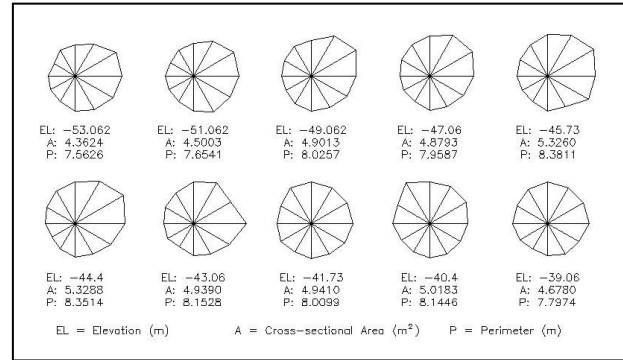 EL: -53.062 EL: -51.062 EL: -49.062 EL: -47.06 EL: -45.73
A: 4.3624 A: 4.5003 A: 4.9013 A: 4.8793 A: 5.3260
P: 7.5626 P: 7.6541 P: 8.0257 P: 7.9587 P: 8.3811
EL: -44.4 EL: -43.06 EL: -41.73 EL: -40.4 EL: -39.06
A: 5.3288 A: 4.9390 A: 4.9410 A: 5.0183 A: 4.6780
P: 8.3514 P: 8.1528 P: 8.0099 P: 8.1446 P: 7.7974
EL = Elevation (m) A = Cross-sectional Area (m²) P = Perimeter (m)